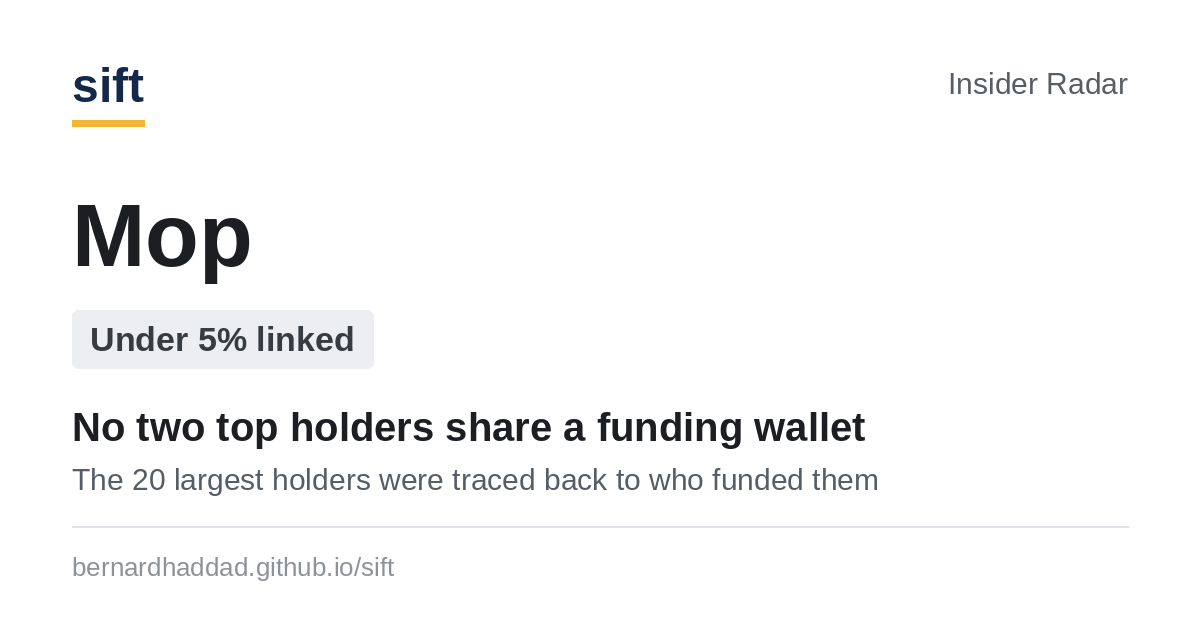 sift
Insider Radar
Mop
Under 5% linked
No two top holders share a funding wallet
The 20 largest holders were traced back to who funded them
bernardhaddad.github.io/sift